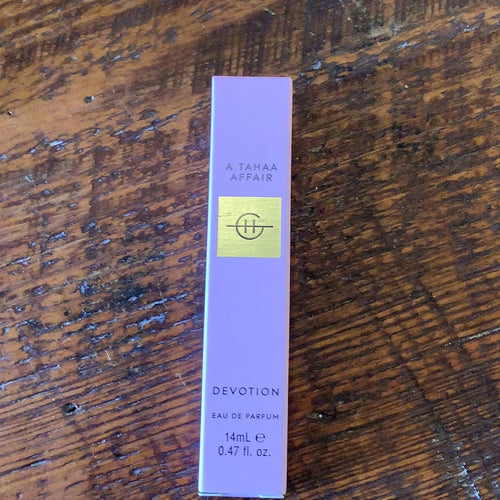 A TAHAA
AFFAIR
DEVOTION
EAU DE PARFUM
14mL e
0.47 fl. oz.